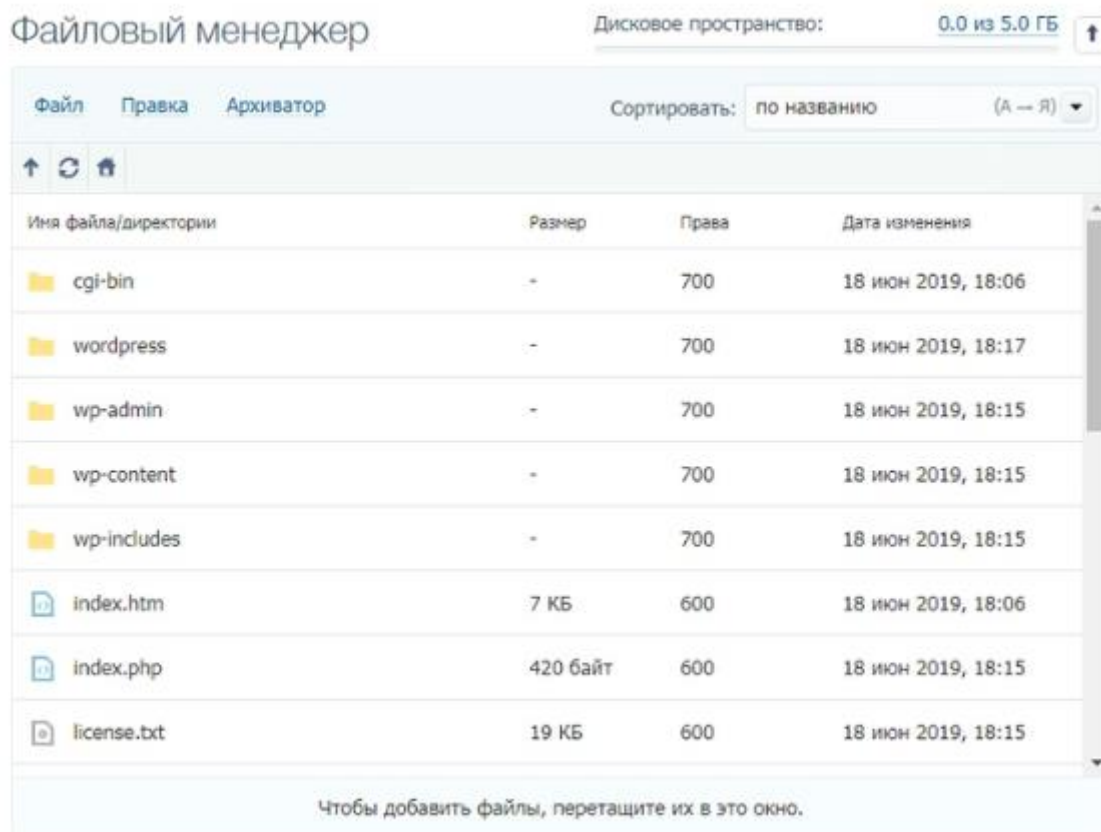 Файловый менеджер Дисковое пространство: 0.0 из 5.0 ГБ
Файл Правка Архиватор Сортировать: по названию (А — Я)
Имя файла/директории Размер Права Дата изменения
cgi-bin - 700 18 июн 2019, 18:06
wordpress - 700 18 июн 2019, 18:17
wp-admin - 700 18 июн 2019, 18:15
wp-content - 700 18 июн 2019, 18:15
wp-includes - 700 18 июн 2019, 18:15
index.htm 7 КБ 600 18 июн 2019, 18:06
index.php 420 байт 600 18 июн 2019, 18:15
license.txt 19 КБ 600 18 июн 2019, 18:15
Чтобы добавить файлы, перетащите их в это окно.